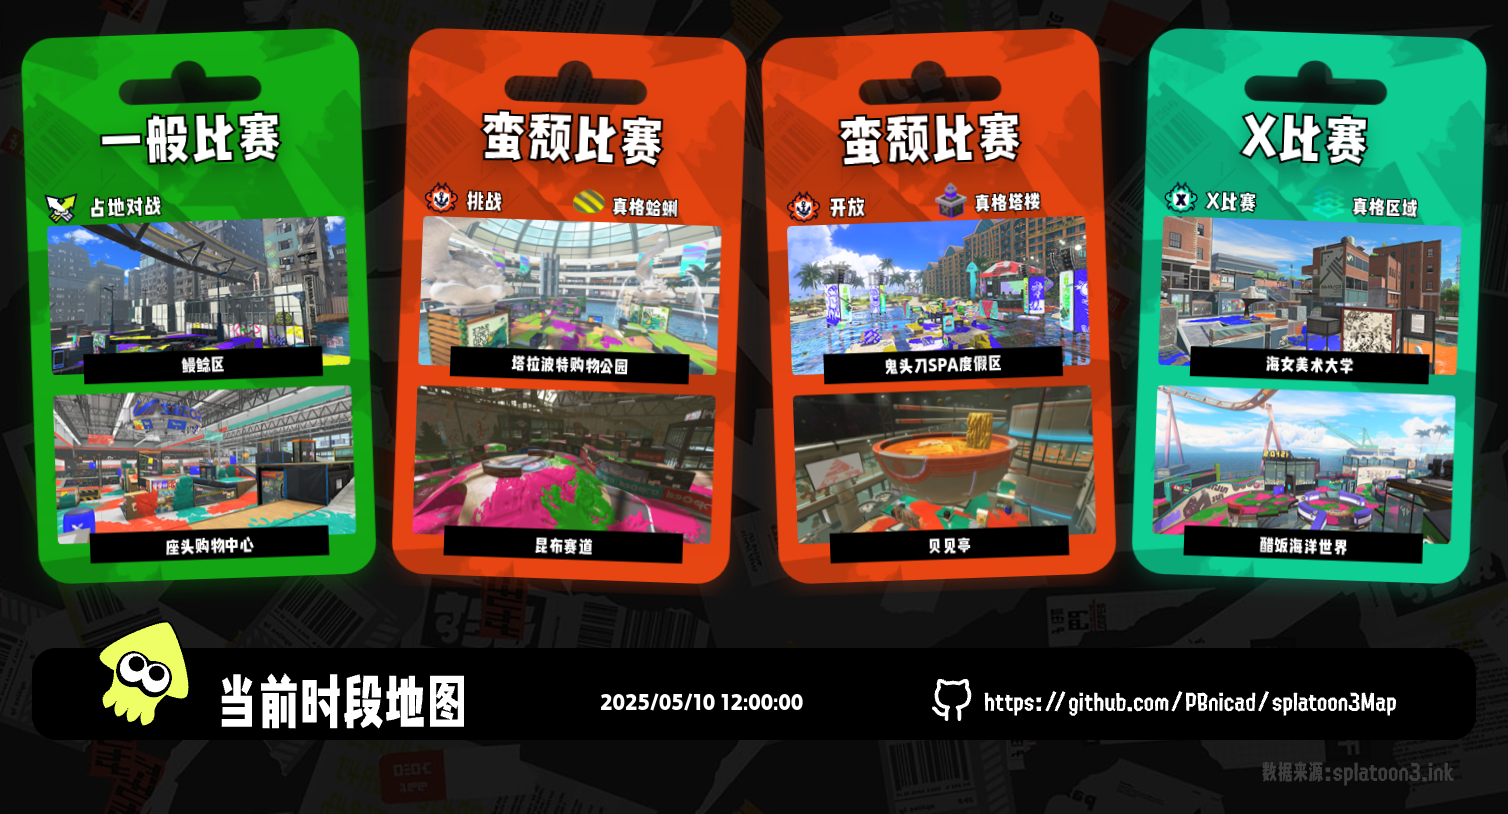 一般比赛
占地对战
鳗鲶区
座头购物中心
蛮颓比赛
挑战
真格蛤蜊
塔拉波特购物公园
昆布赛道
蛮颓比赛
开放
真格塔楼
鬼头刀SPA度假区
贝见亭
X比赛
X比赛
真格区域
海女美术大学
醋饭海洋世界
当前时段地图
2025/05/10 12:00:00
https://github.com/PBnicad/splatoon3Map
数据来源:splatoon3.ink